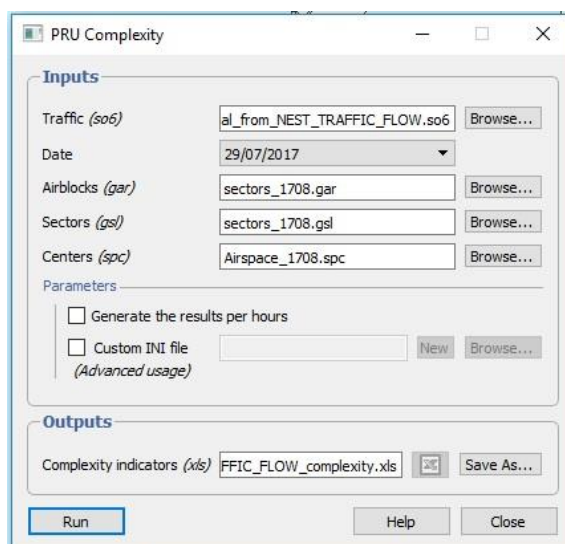 PRU Complexity
Inputs
Traffic (so6) al_from_NEST_TRAFFIC_FLOW.so6 Browse...
Date 29/07/2017
Airblocks (gar) sectors_1708.gar Browse...
Sectors (gsl) sectors_1708.gsl Browse...
Centers (spc) Airspace_1708.spc Browse...
Parameters
Generate the results per hours
Custom INI file New Browse...
(Advanced usage)
Outputs
Complexity indicators (xls) FFIC_FLOW_complexity.xls Save As...
Run Help Close